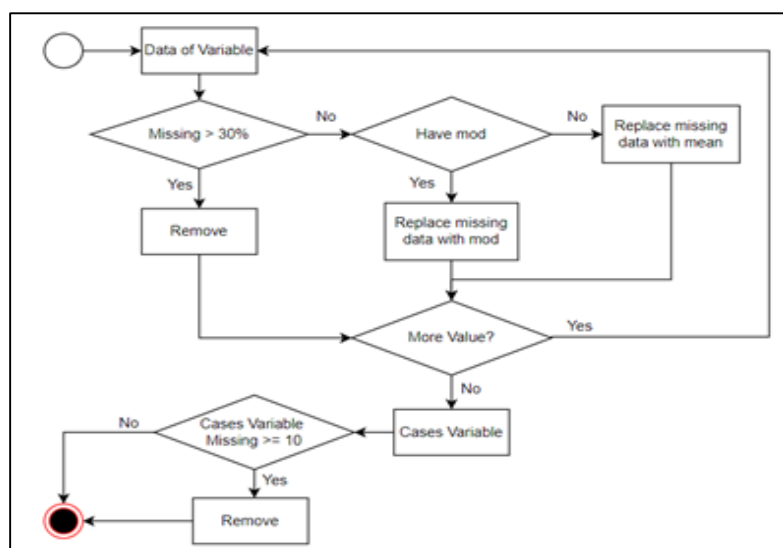 Data of Variable
Missing > 30%
No
Have mod
No
Replace missing
data with mean
Yes
Yes
Remove
Replace missing
data with mod
More Value?
Yes
No
Cases Variable
Cases Variable
Missing >= 10
No
Yes
Remove